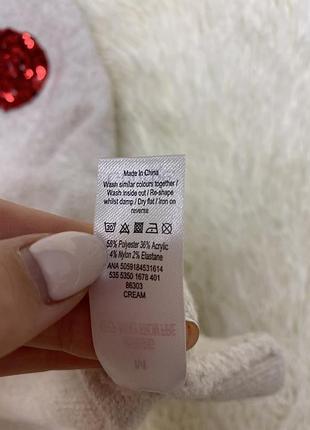 Made In China
Wash similar colours together /
Wash inside out / Re-shape
whilst damp / Dry flat / Iron on
reverse
58% Polyester 36% Acrylic
4% Nylon 2% Elastane
ANA 5059184531614
535 5350 1678 401
86303
CREAM